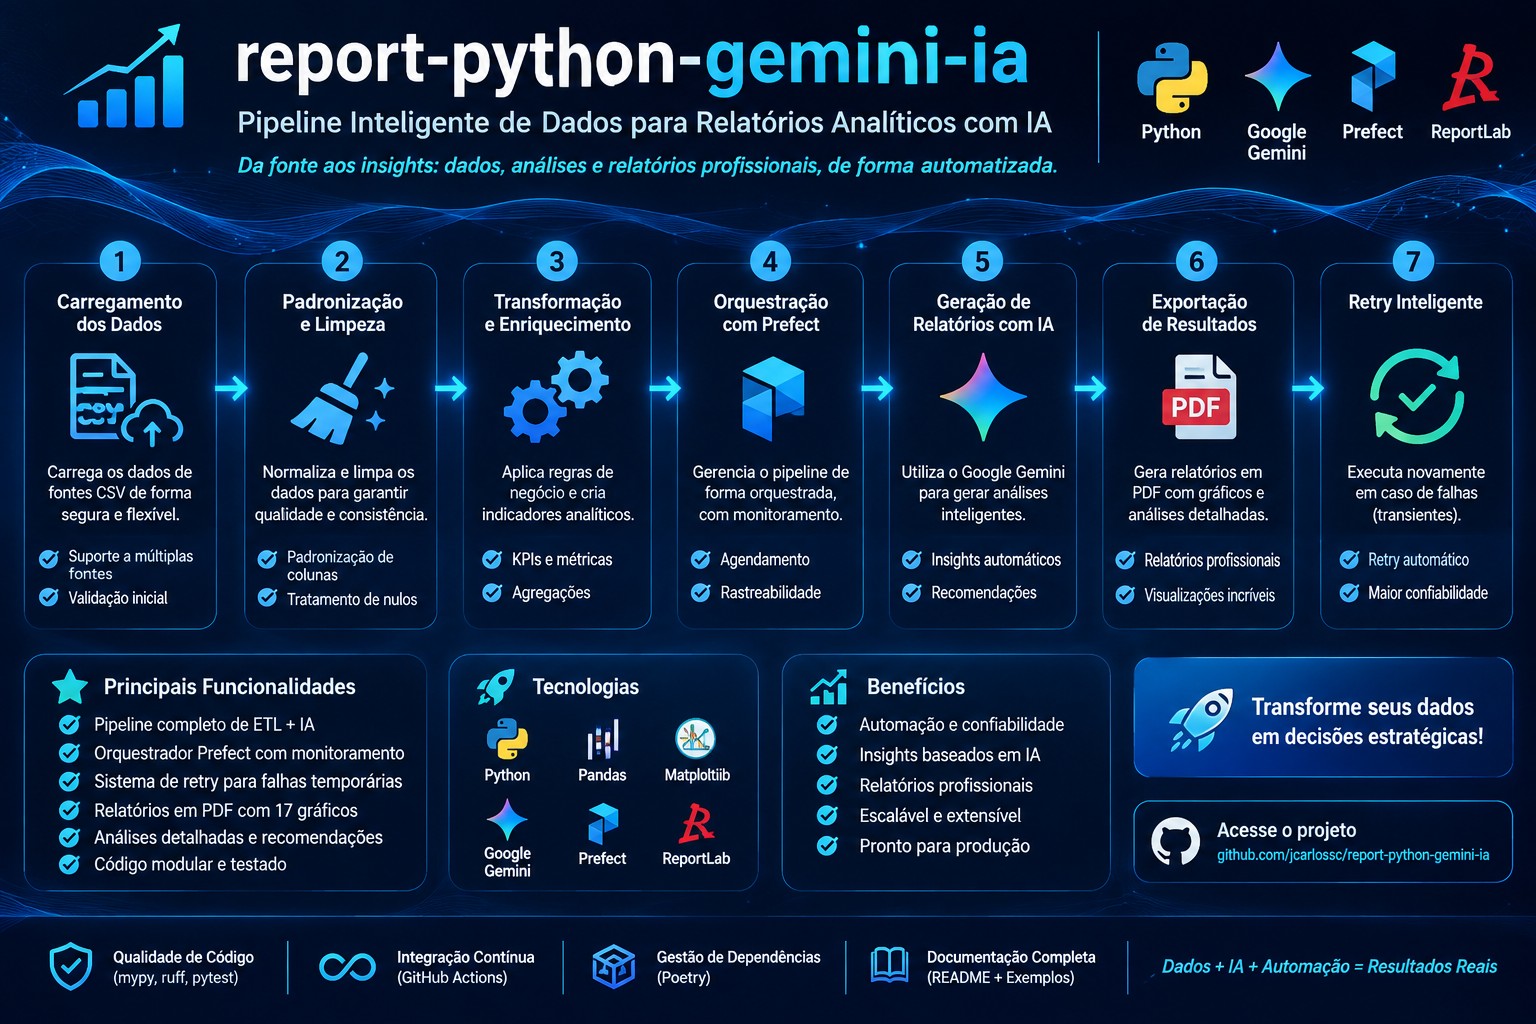 report-python-gemini-ia
Pipeline Inteligente de Dados para Relatórios Analíticos com IA
Da fonte aos insights: dados, análises e relatórios profissionais, de forma automatizada.
Python
Google
Gemini
Prefect
ReportLab
1
Carregamento
dos Dados
CSV
Carrega os dados de
fontes CSV de forma
segura e flexível.
Suporte a múltiplas
fontes
Validação inicial
2
Padronização
e Limpeza
Normaliza e limpa os
dados para garantir
qualidade e consistência.
Padronização de
colunas
Tratamento de nulos
3
Transformação
e Enriquecimento
Aplica regras de
negócio e cria
indicadores analíticos.
KPIs e métricas
Agregações
4
Orquestração
com Prefect
Gerencia o pipeline de
forma orquestrada,
com monitoramento.
Agendamento
Rastreabilidade
5
Geração de
Relatórios com IA
Utiliza o Google Gemini
para gerar análises
inteligentes.
Insights automáticos
Recomendações
6
Exportação
de Resultados
PDF
Gera relatórios em
PDF com gráficos e
análises detalhadas.
Relatórios profissionais
Visualizações incríveis
7
Retry Inteligente
Executa novamente
em caso de falhas
(transientes).
Retry automático
Maior confiabilidade
Principais Funcionalidades
Pipeline completo de ETL + IA
Orquestrador Prefect com monitoramento
Sistema de retry para falhas temporárias
Relatórios em PDF com 17 gráficos
Análises detalhadas e recomendações
Código modular e testado
Tecnologias
Python
Pandas
Matploltiib
Google
Gemini
Prefect
ReportLab
Benefícios
Automação e confiabilidade
Insights baseados em IA
Relatórios profissionais
Escalável e extensível
Pronto para produção
Transforme seus dados
em decisões estratégicas!
Acesse o projeto
github.com/jcarlossc/report-python-gemini-ia
Qualidade de Código
(mypy, ruff, pytest)
Integração Contínua
(GitHub Actions)
Gestão de Dependências
(Poetry)
Documentação Completa
(README + Exemplos)
Dados + IA + Automação = Resultados Reais